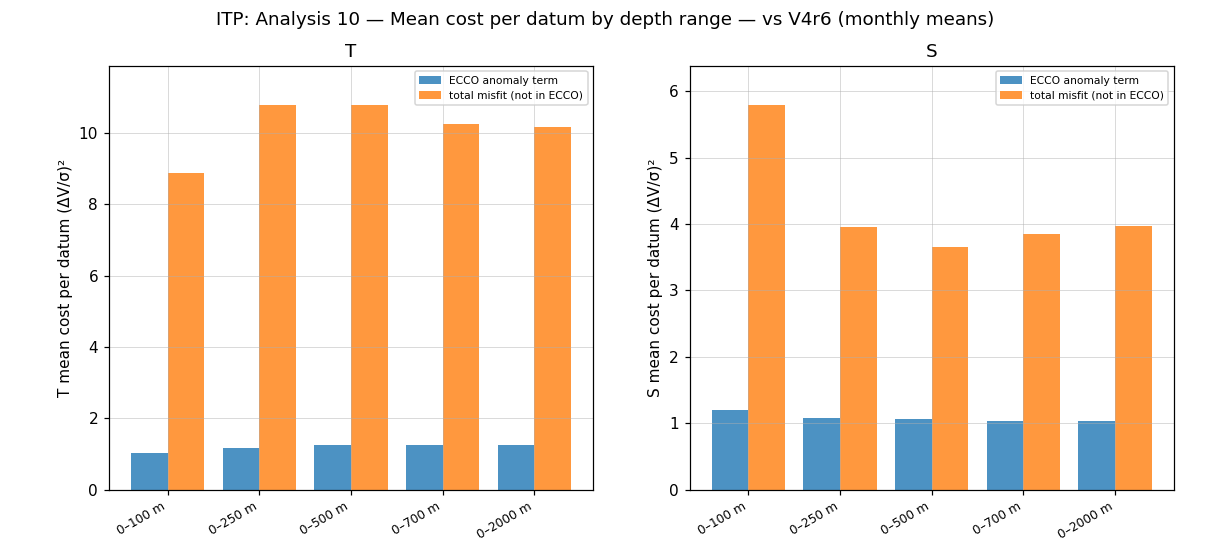 ITP: Analysis 10 — Mean cost per datum by depth range — vs V4r6 (monthly means)
T
T mean cost per datum (ΔV/σ)²
10
8
6
4
2
0
ECCO anomaly term
total misfit (not in ECCO)
0–100 m
0–250 m
0–500 m
0–700 m
0–2000 m
S
S mean cost per datum (ΔV/σ)²
6
5
4
3
2
1
0
ECCO anomaly term
total misfit (not in ECCO)
0–100 m
0–250 m
0–500 m
0–700 m
0–2000 m